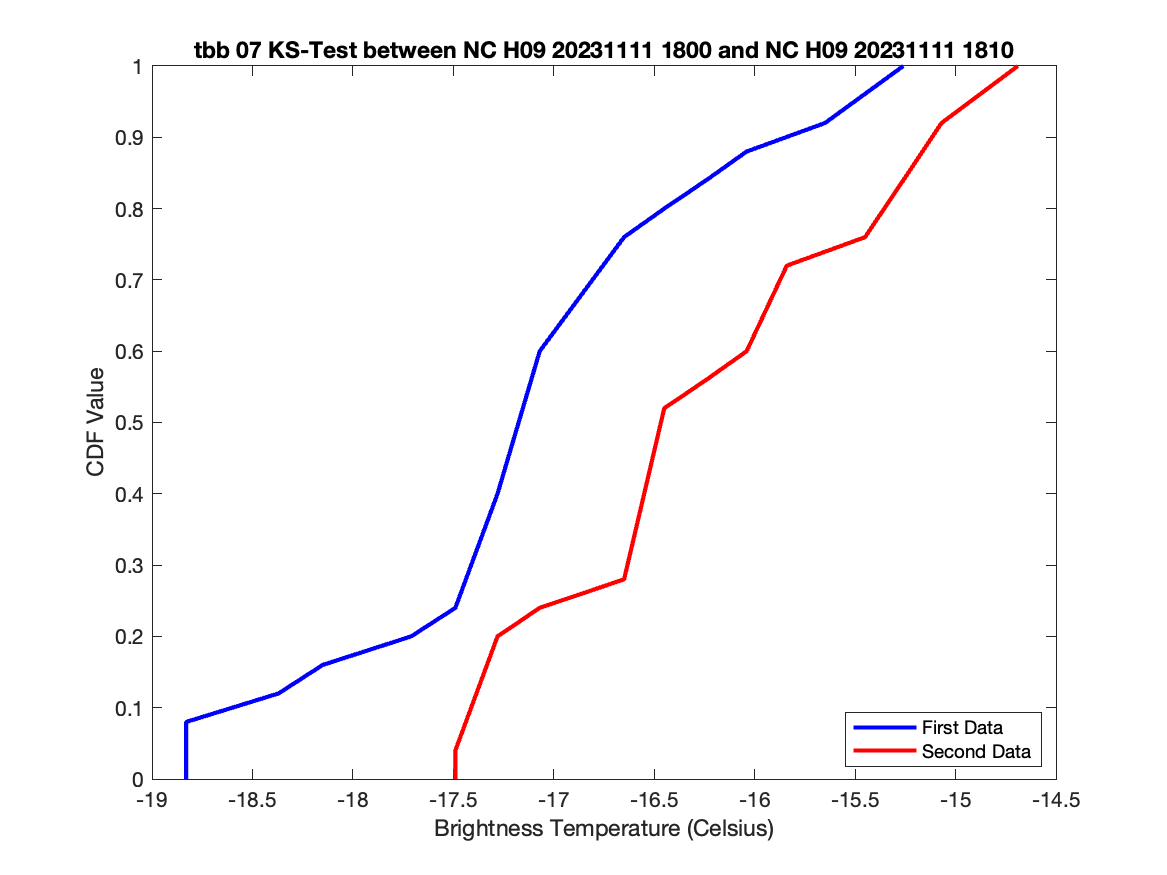 tbb 07 KS-Test between NC H09 20231111 1800 and NC H09 20231111 1810
1
0.9
0.8
0.7
0.6
0.5
0.4
0.3
0.2
0.1
0
CDF Value
First Data
Second Data
-19 -18.5 -18 -17.5 -17 -16.5 -16 -15.5 -15 -14.5
Brightness Temperature (Celsius)